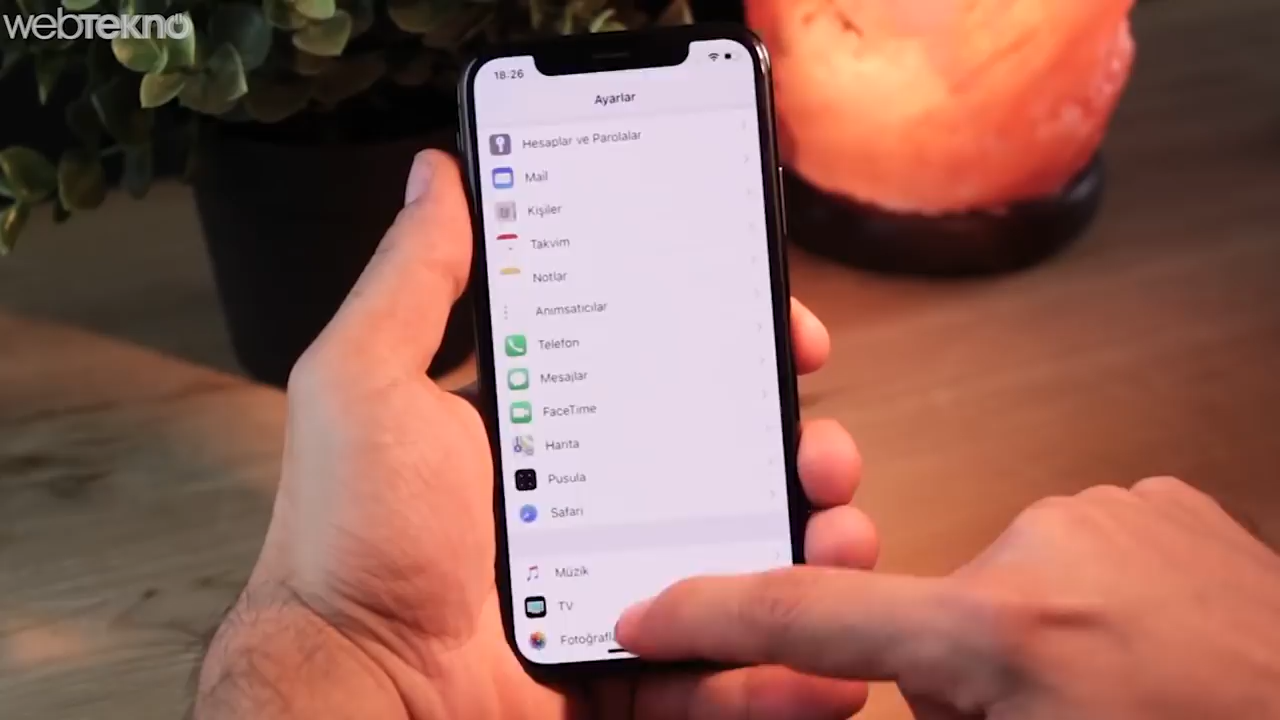 webtekno
18.26
Ayarlar
Hesaplar ve Parolalar
Mail
Kişiler
Takvim
Notlar
Anımsatıcılar
Telefon
Mesajlar
FaceTime
Harita
Pusula
Safari
Müzik
TV